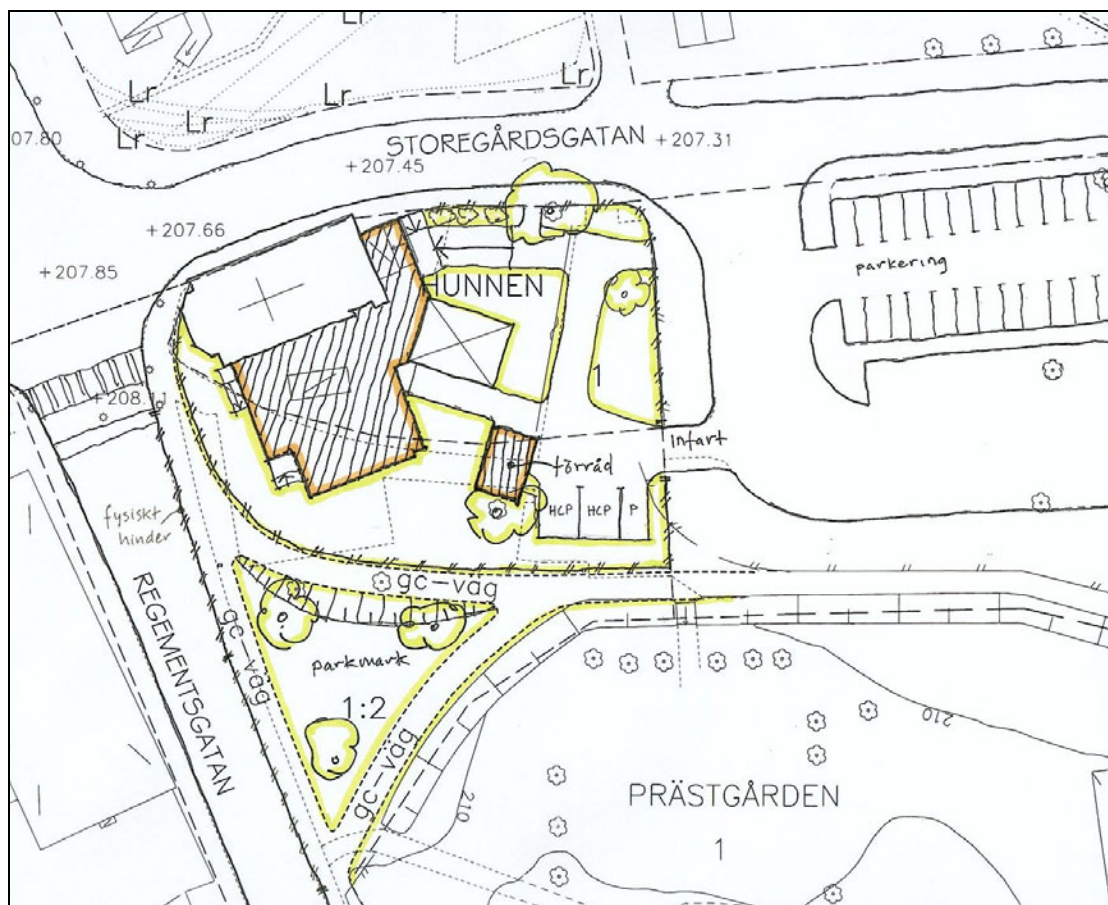 Lr
Lr
Lr
Lr
Lr
Lr
STOREGÅRDSGATAN
+207.31
07.80
+207.45
+207.66
+207.85
+208.11
HUNNEN
1
parkering
Infart
förråd
HCP
HCP
P
fysiskt
hinder
REGEMENTSGATAN
gc-väg
gc-väg
gc-väg
parkmark
1:2
PRÄSTGÅRDEN
1
210
210